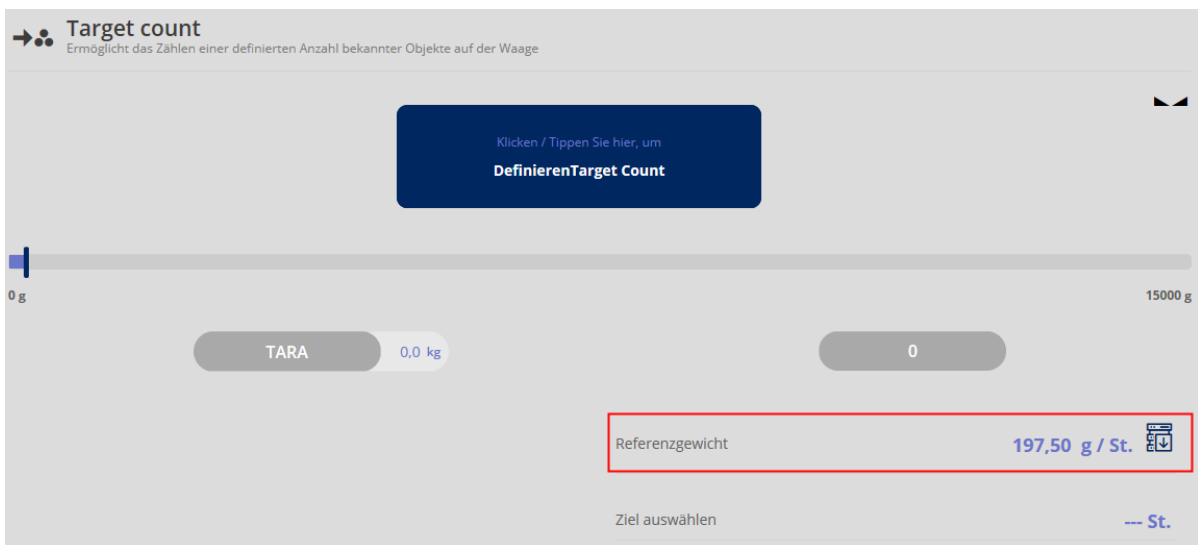 Target count
Ermöglicht das Zählen einer definierten Anzahl bekannter Objekte auf der Waage
Klicken / Tippen Sie hier, um
DefinierenTarget Count
0 g
15000 g
TARA
0,0 kg
0
Referenzgewicht
197,50 g / St.
Ziel auswählen
--- St.